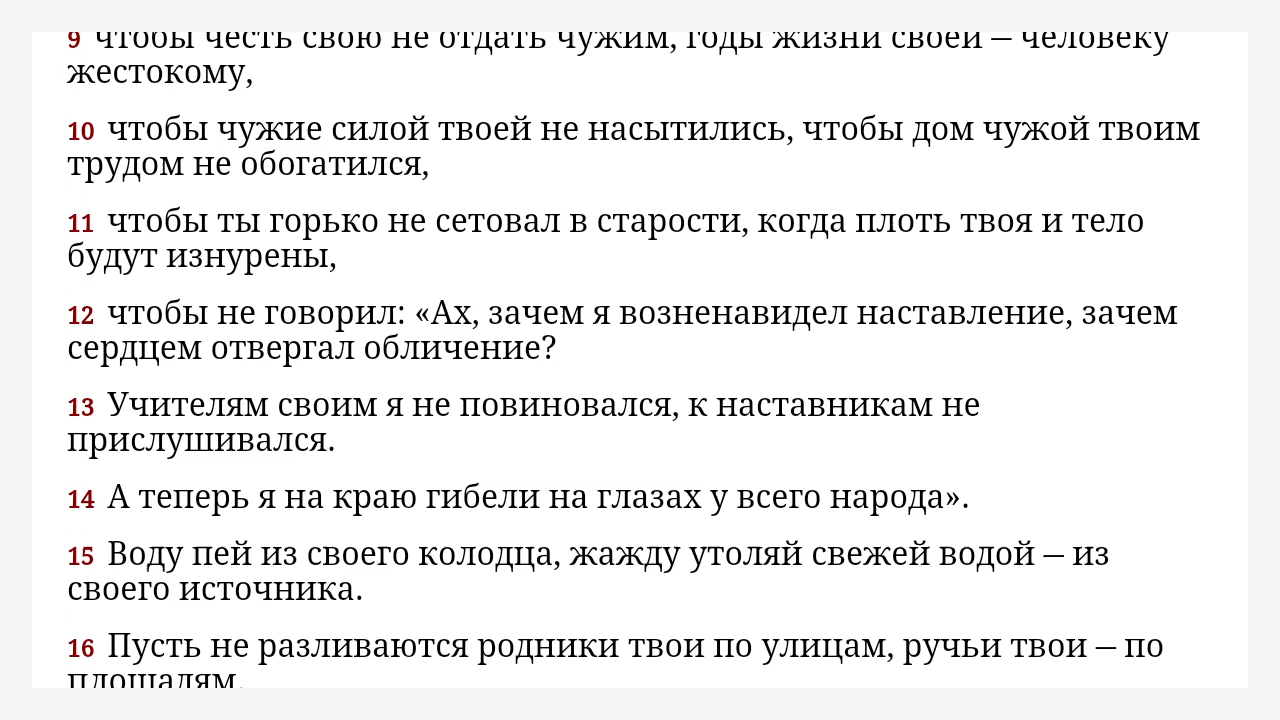 9 чтобы честь свою не отдать чужим, годы жизни своей – человеку
жестокому,
10 чтобы чужие силой твоей не насытились, чтобы дом чужой твоим
трудом не обогатился,
11 чтобы ты горько не сетовал в старости, когда плоть твоя и тело
будут изнурены,
12 чтобы не говорил: «Ах, зачем я возненавидел наставление, зачем
сердцем отвергал обличение?
13 Учителям своим я не повиновался, к наставникам не
прислушивался.
14 А теперь я на краю гибели на глазах у всего народа».
15 Воду пей из своего колодца, жажду утоляй свежей водой – из
своего источника.
16 Пусть не разливаются родники твои по улицам, ручьи твои – по
площадям.